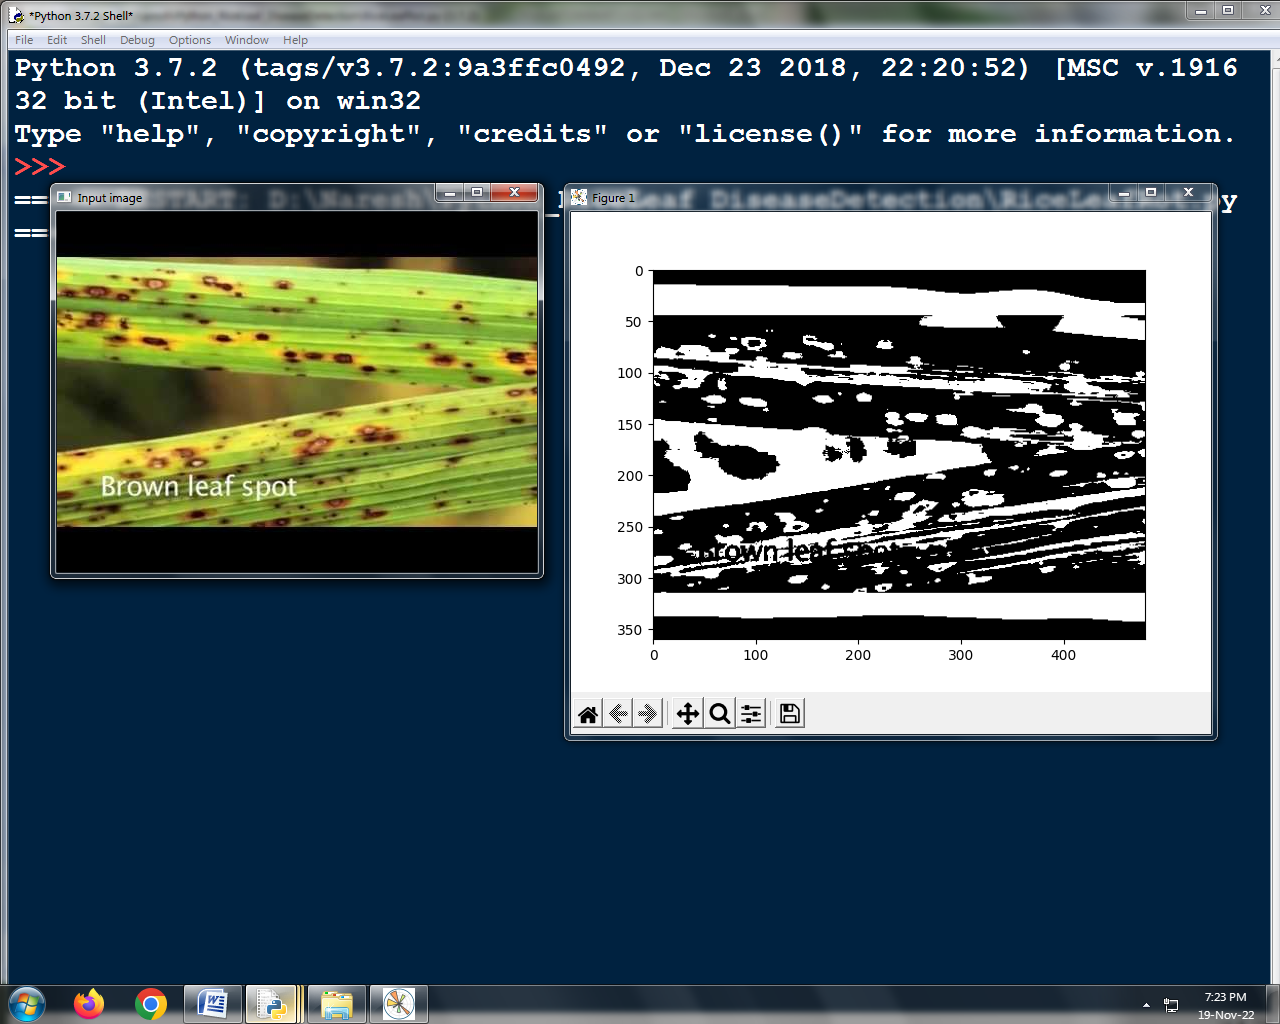 *Python 3.7.2 Shell*
File Edit Shell Debug Options Window Help
Python 3.7.2 (tags/v3.7.2:9a3ffc0492, Dec 23 2018, 22:20:52) [MSC v.1916
32 bit (Intel)] on win32
Type "help", "copyright", "credits" or "license()" for more information.
>>>
Input image
Brown leaf spot
Figure 1
0
50
100
150
200
250
300
350
0 100 200 300 400
Brown leaf spot
7:23 PM
19-Nov-22